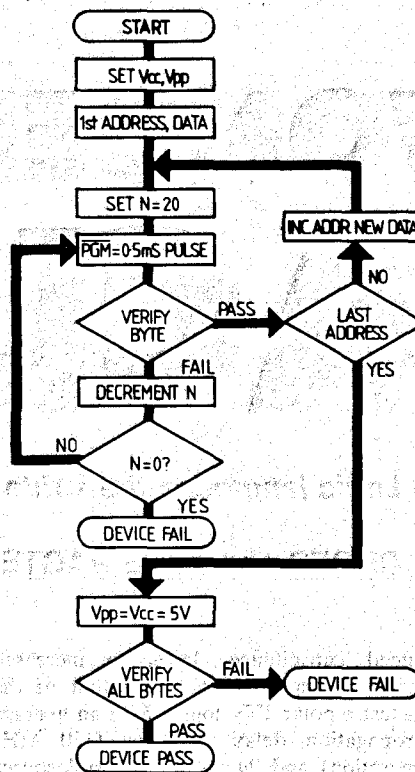 START
SET Vcc,Vpp
1st ADDRESS, DATA
SET N=20
INC.ADDR NEW DATA
PGM=0·5mS PULSE
NO
PASS
VERIFY
BYTE
LAST
ADDRESS
FAIL
YES
DECREMENT N
NO
N=0?
YES
DEVICE FAIL
Vpp=Vcc=5V
VERIFY
ALL BYTES
FAIL
DEVICE FAIL
PASS
DEVICE PASS